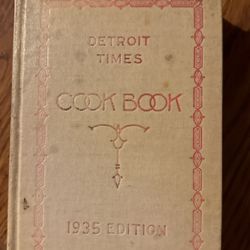 DETROIT
TIMES
COOK BOOK
1935 EDITION